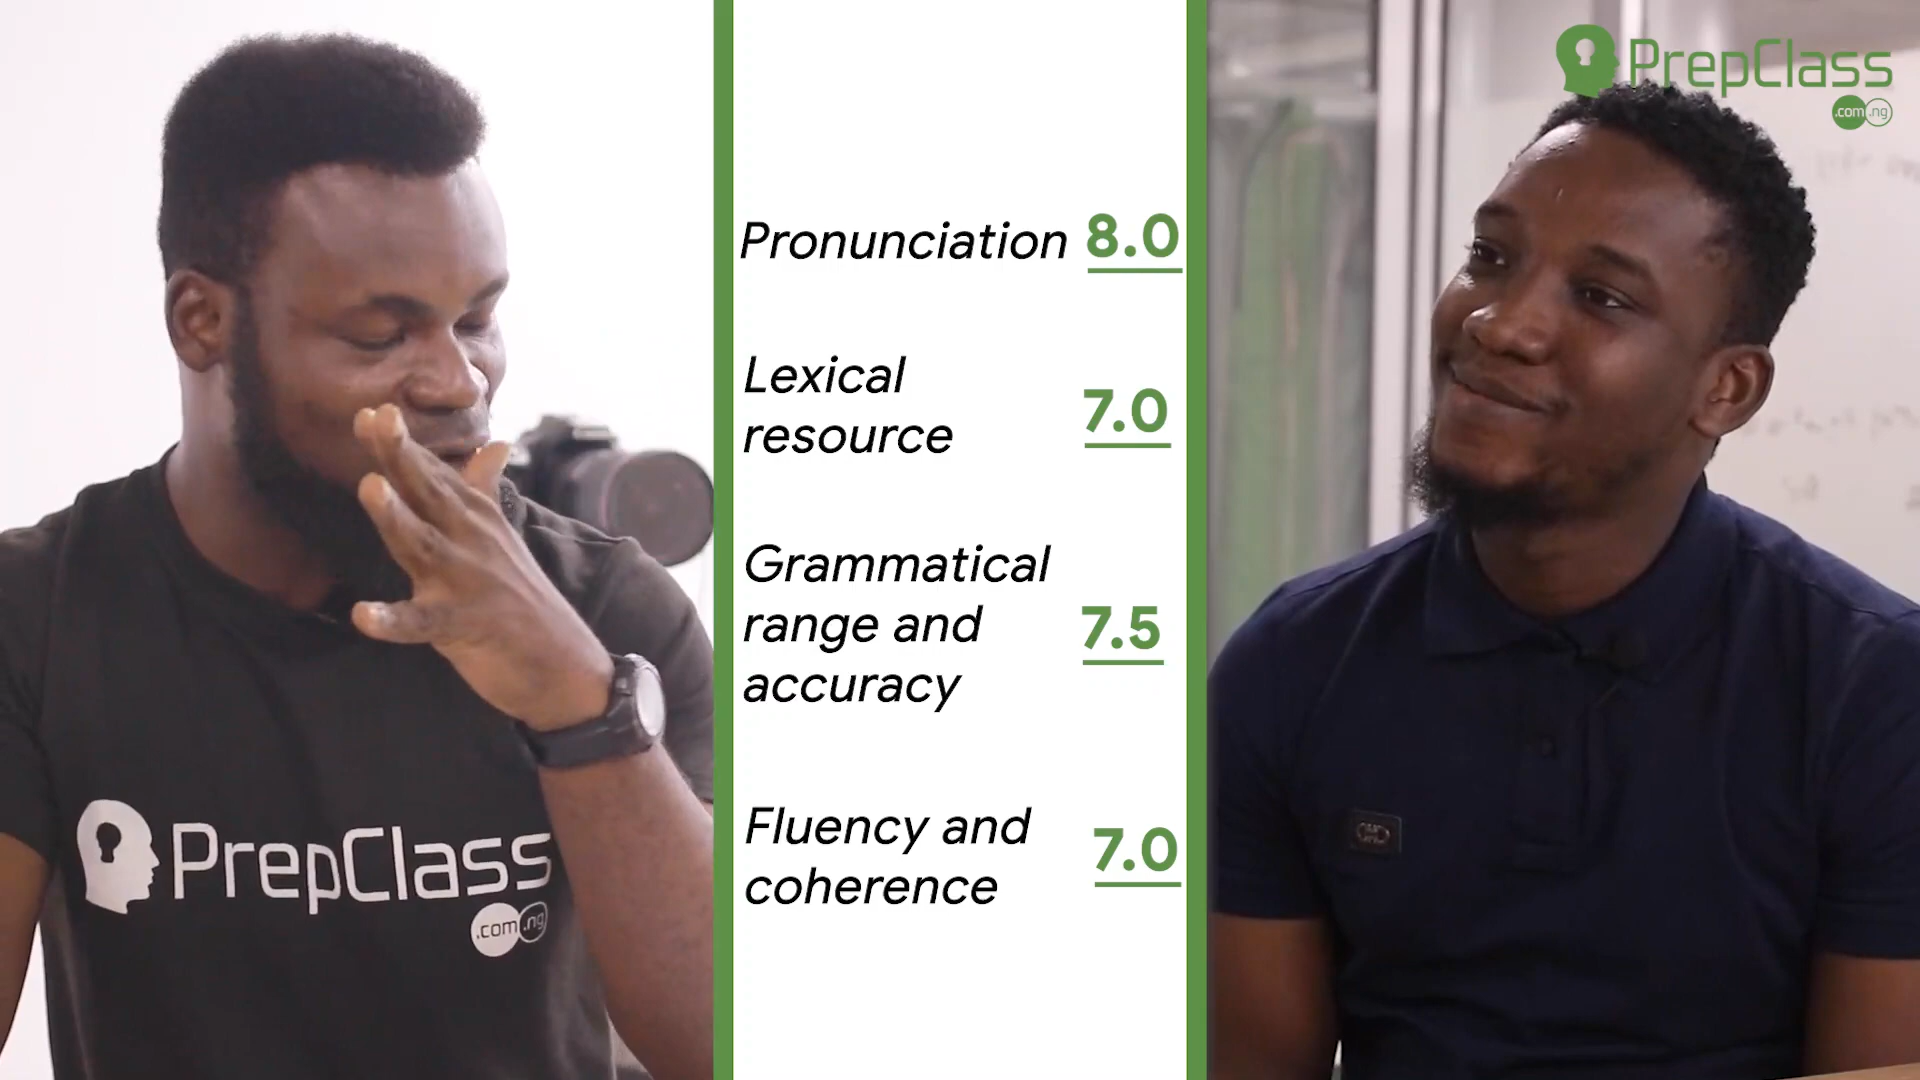 PrepClass
.com .ng
Pronunciation 8.0
Lexical
resource 7.0
Grammatical
range and 7.5
accuracy
Fluency and 7.0
coherence
PrepClass
.com .ng